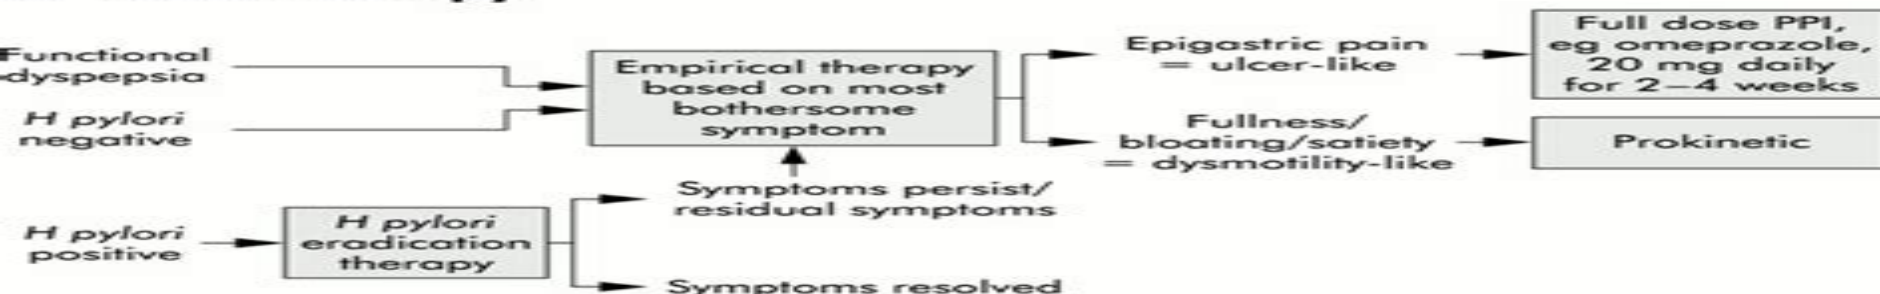 Functional
dyspepsia
H pylori
negative
Empirical therapy
based on most
bothersome
symptom
Epigastric pain
= ulcer-like
Full dose PPI,
eg omeprazole,
20 mg daily
for 2–4 weeks
Fullness/
bloating/satiety
= dysmotility-like
Prokinetic
H pylori
positive
H pylori
eradication
therapy
Symptoms persist/
residual symptoms
Symptoms resolved